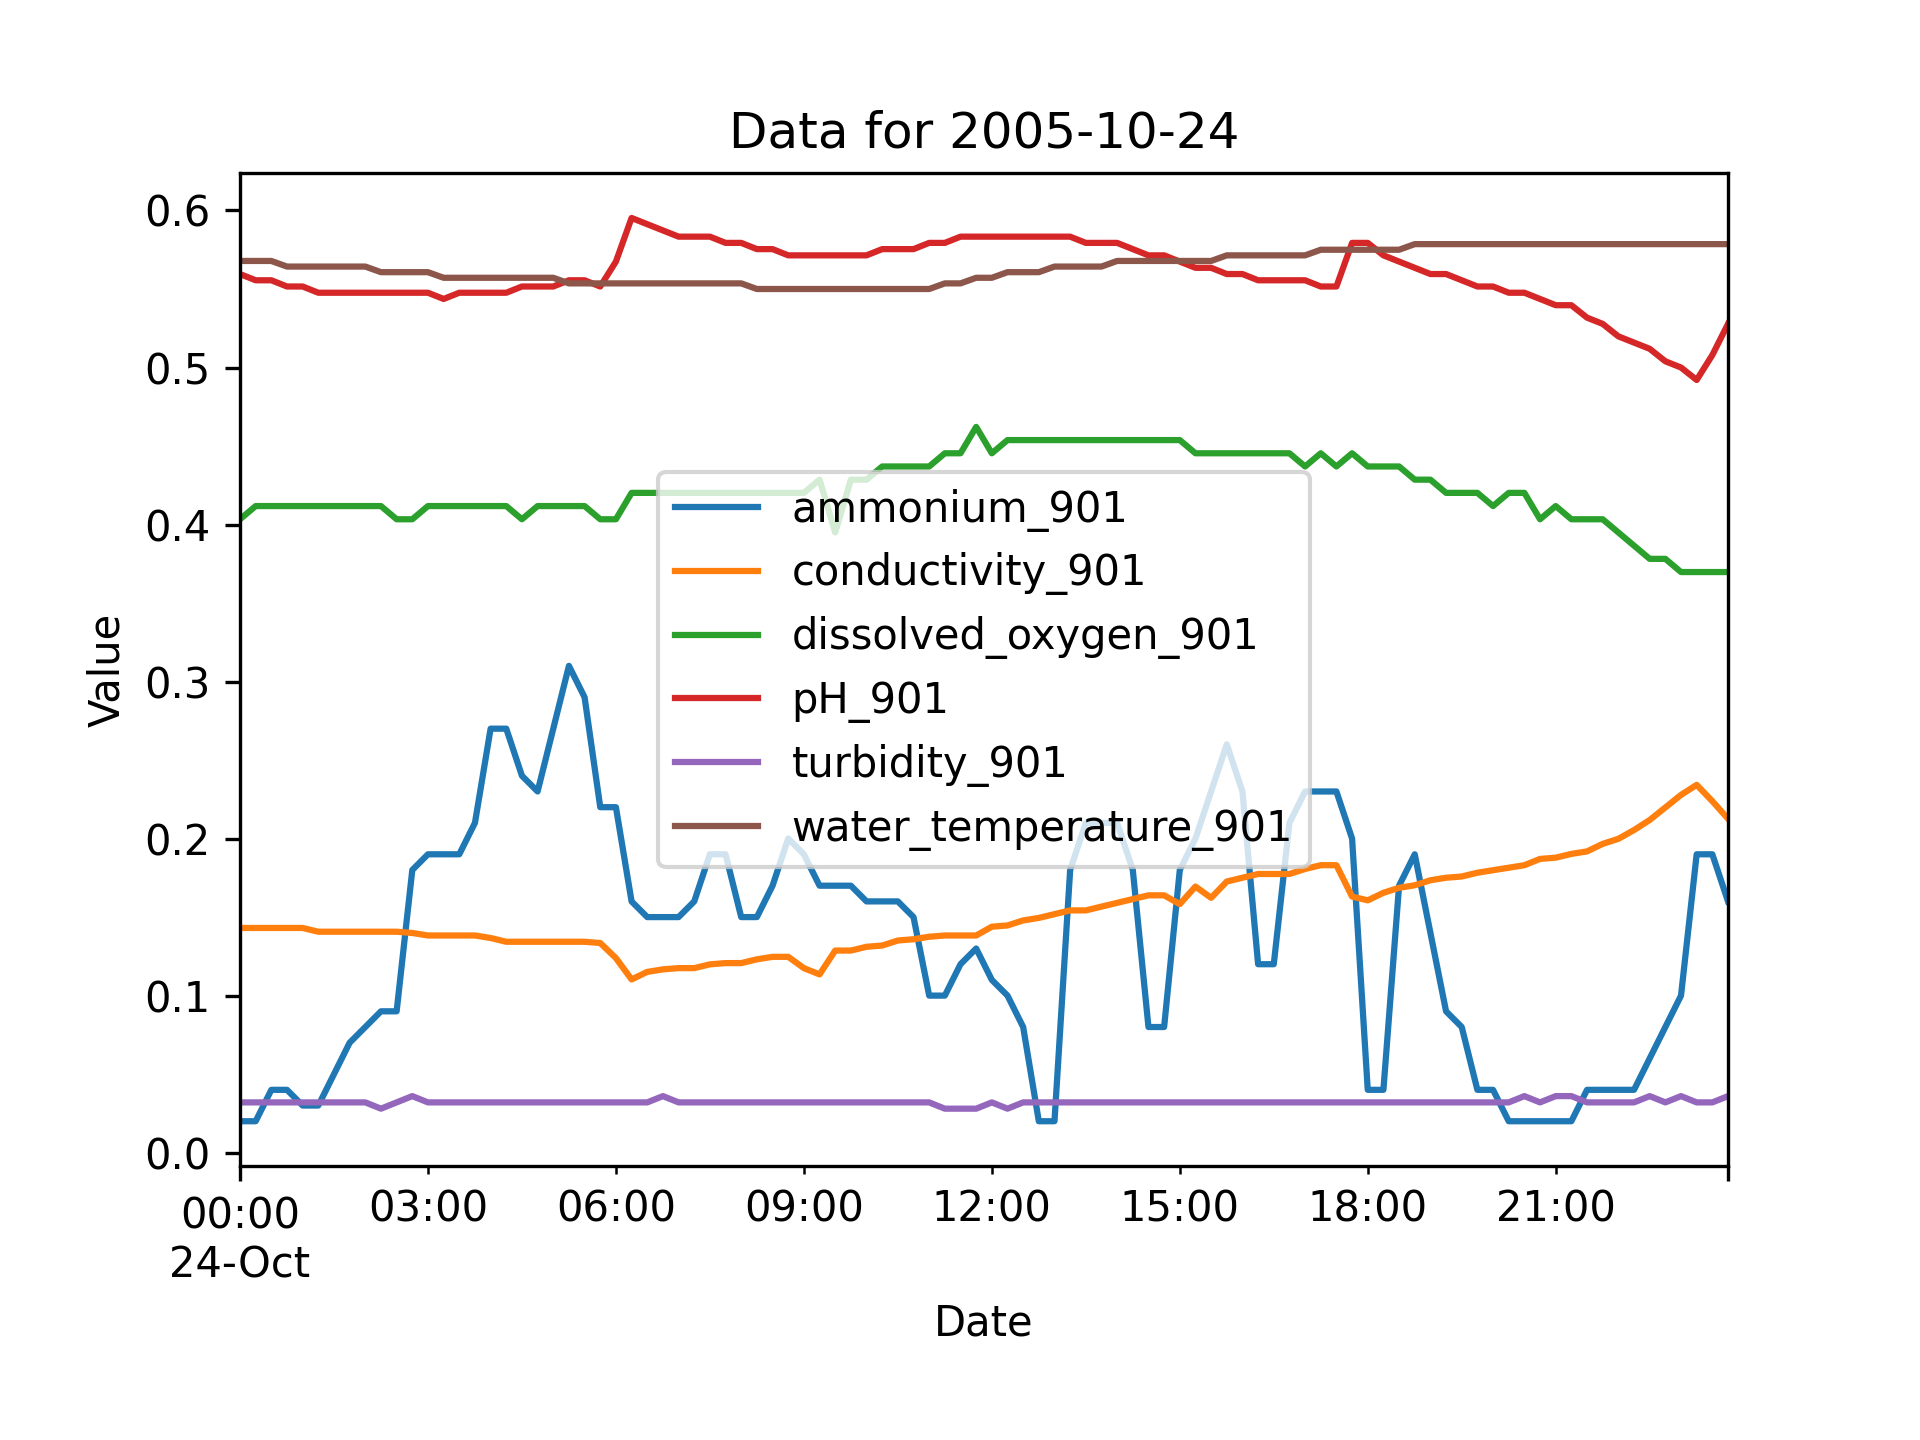 Data for 2005-10-24
0.6
0.5
0.4
0.3
0.2
0.1
0.0
Value
ammonium_901
conductivity_901
dissolved_oxygen_901
pH_901
turbidity_901
water_temperature_901
00:00 03:00 06:00 09:00 12:00 15:00 18:00 21:00
24-Oct
Date